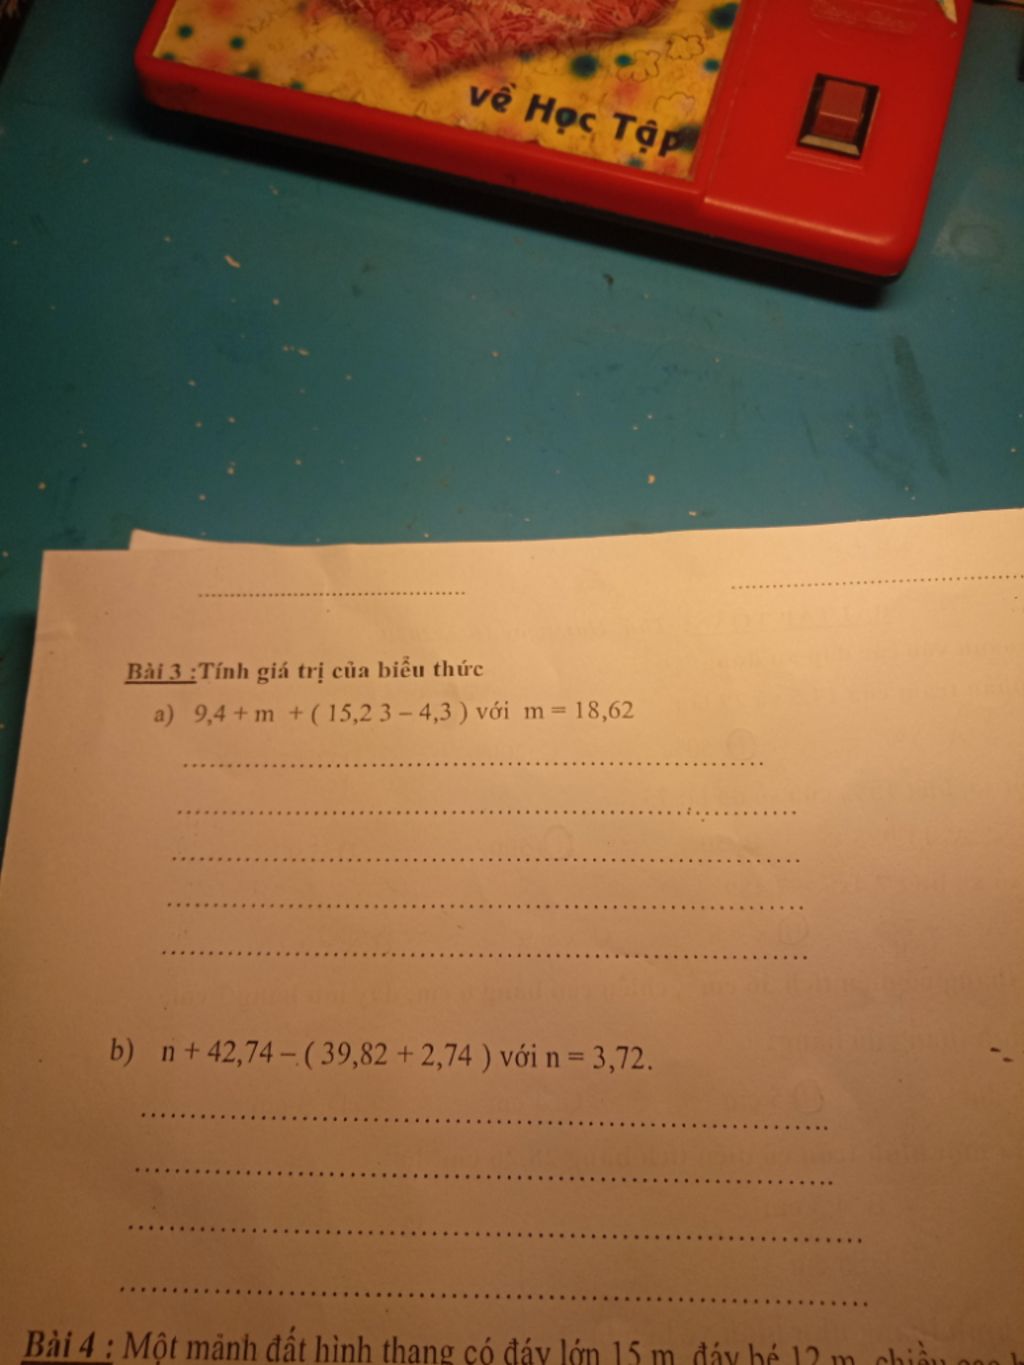 về Học Tập
Bài 3 :Tính giá trị của biểu thức
a) 9,4 + m + ( 15,2 3 – 4,3 ) với m = 18,62
b) n + 42,74 – ( 39,82 + 2,74 ) với n = 3,72.
Bài 4 : Một mảnh đất hình thang có đáy lớn 15 m, đáy bé 12 m, chiều cao